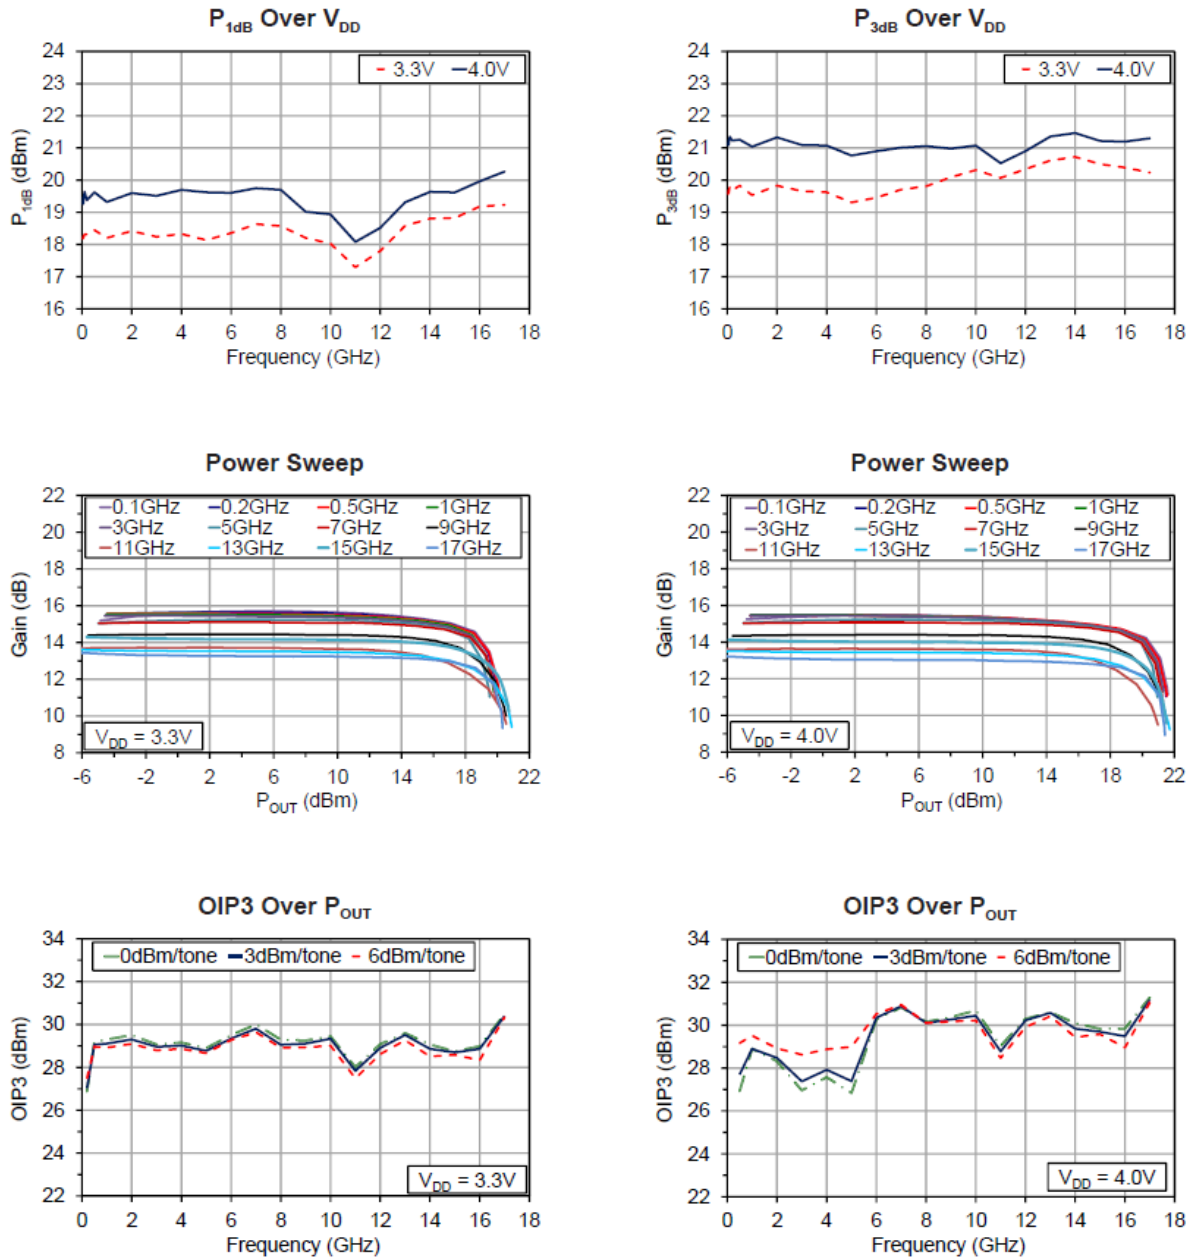 P1dB Over VDD
24
23
22
21
20
19
18
17
16
P1dB (dBm)
3.3V 4.0V
0 2 4 6 8 10 12 14 16 18
Frequency (GHz)
P3dB Over VDD
24
23
22
21
20
19
18
17
16
P3dB (dBm)
3.3V 4.0V
0 2 4 6 8 10 12 14 16 18
Frequency (GHz)
Power Sweep
22
20
18
16
14
12
10
8
Gain (dB)
0.1GHz 0.2GHz 0.5GHz 1GHz
3GHz 5GHz 7GHz 9GHz
11GHz 13GHz 15GHz 17GHz
VDD = 3.3V
-6 -2 2 6 10 14 18 22
POUT (dBm)
Power Sweep
22
20
18
16
14
12
10
8
Gain (dB)
0.1GHz 0.2GHz 0.5GHz 1GHz
3GHz 5GHz 7GHz 9GHz
11GHz 13GHz 15GHz 17GHz
VDD = 4.0V
-6 -2 2 6 10 14 18 22
POUT (dBm)
OIP3 Over POUT
34
32
30
28
26
24
22
OIP3 (dBm)
0dBm/tone 3dBm/tone 6dBm/tone
VDD = 3.3V
0 2 4 6 8 10 12 14 16 18
Frequency (GHz)
OIP3 Over POUT
34
32
30
28
26
24
22
OIP3 (dBm)
0dBm/tone 3dBm/tone 6dBm/tone
VDD = 4.0V
0 2 4 6 8 10 12 14 16 18
Frequency (GHz)